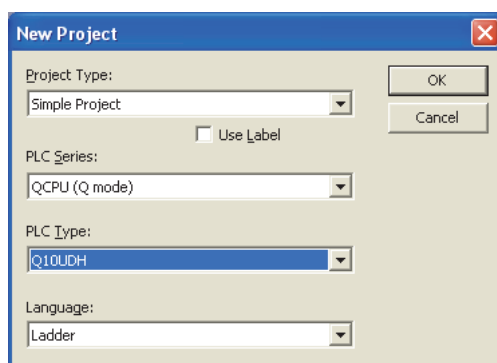 New Project
Project Type:
OK
Simple Project
Cancel
Use Label
PLC Series:
QCPU (Q mode)
PLC Type:
Q10UDH
Language:
Ladder